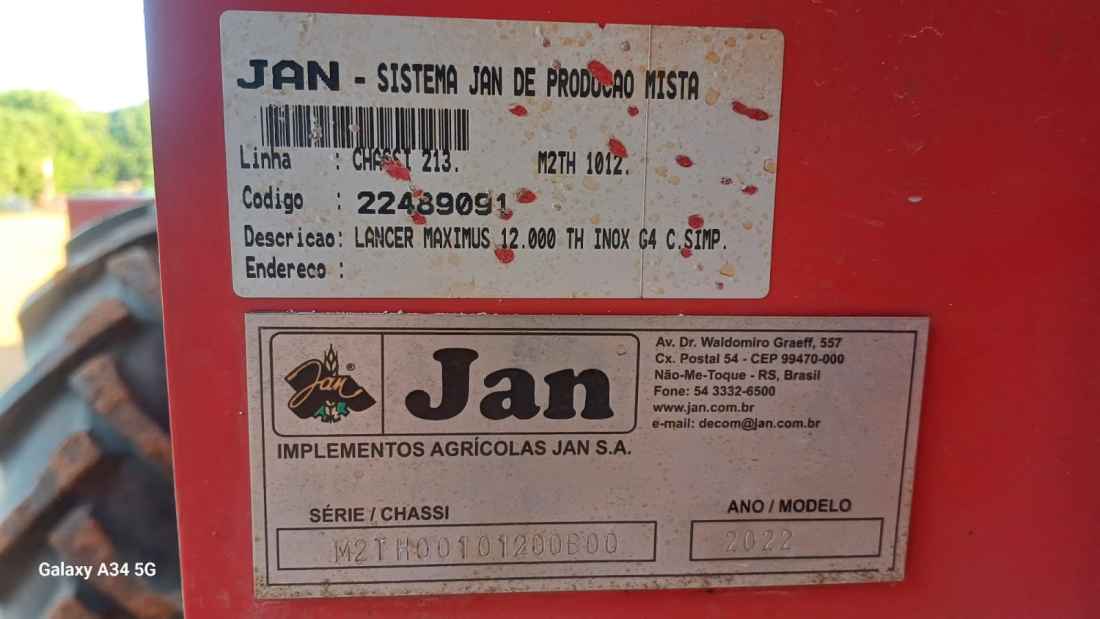 JAN - SISTEMA JAN DE PRODUCAO MISTA
Linha : CHASSI 213. M2TH 1012.
Codigo : 22489091
Descricao: LANCER MAXIMUS 12.000 TH INOX G4 C.SIMP.
Endereco :
Jan ®
Jan
Av. Dr. Waldomiro Graeff, 557
Cx. Postal 54 - CEP 99470-000
Não-Me-Toque - RS, Brasil
Fone: 54 3332-6500
www.jan.com.br
e-mail: decom@jan.com.br
IMPLEMENTOS AGRÍCOLAS JAN S.A.
SÉRIE / CHASSI
ANO / MODELO
M2TH00101200B00
2022
Galaxy A34 5G